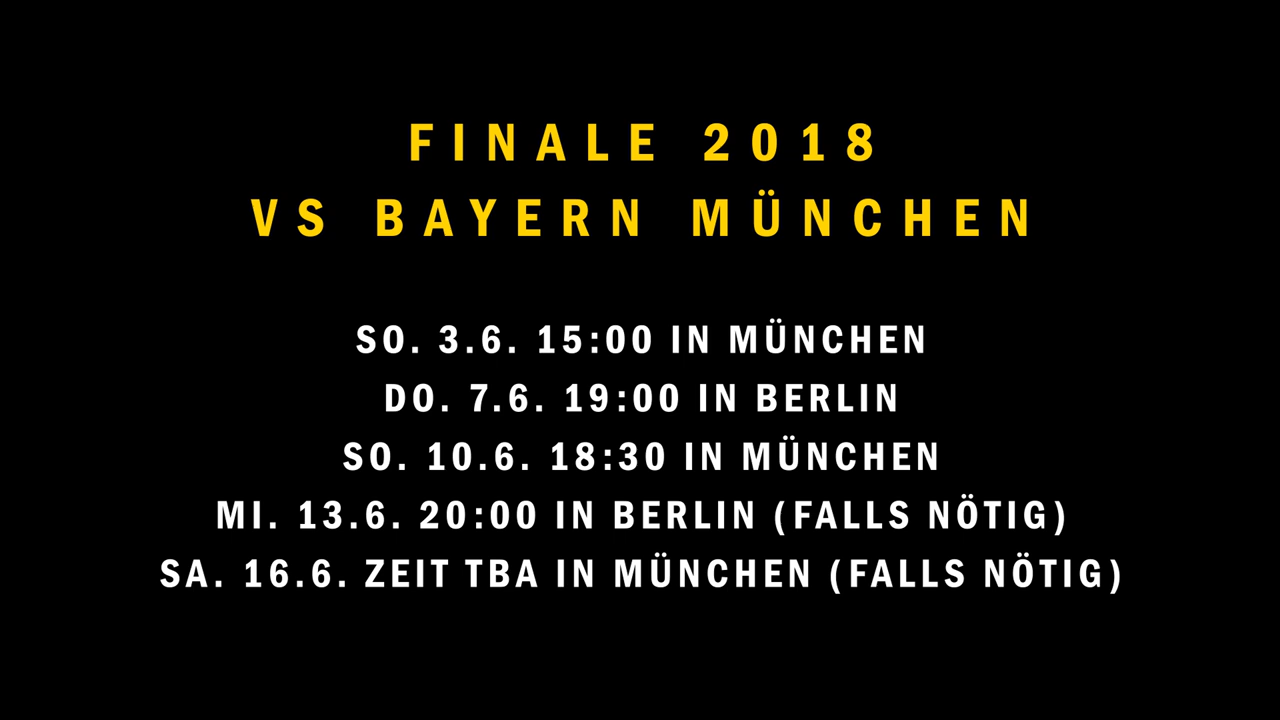 FINALE 2018
VS BAYERN MÜNCHEN
SO. 3.6. 15:00 IN MÜNCHEN
DO. 7.6. 19:00 IN BERLIN
SO. 10.6. 18:30 IN MÜNCHEN
MI. 13.6. 20:00 IN BERLIN (FALLS NÖTIG)
SA. 16.6. ZEIT TBA IN MÜNCHEN (FALLS NÖTIG)